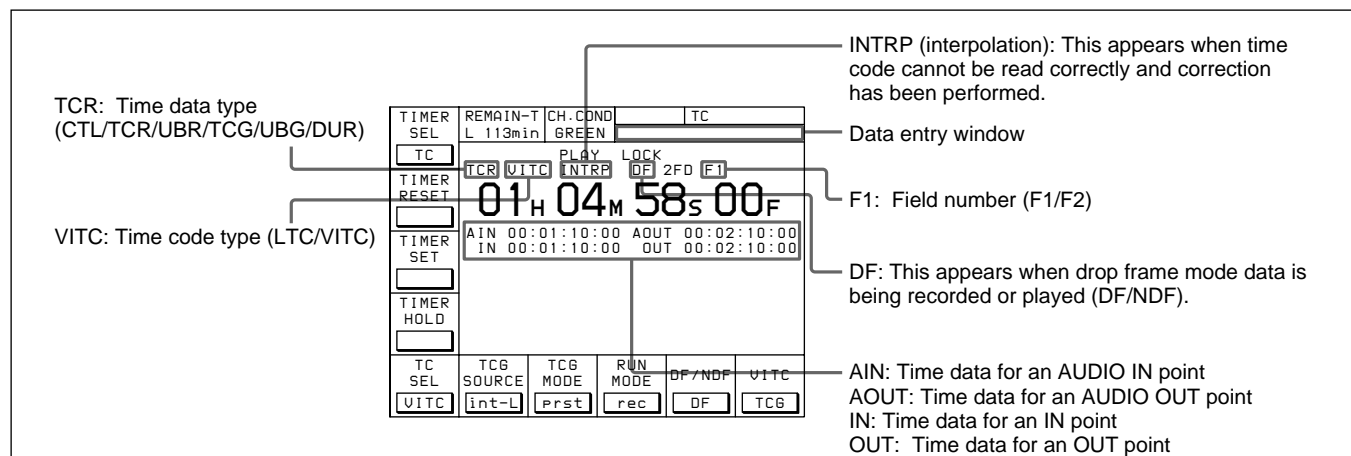 TCR: Time data type
(CTL/TCR/UBR/TCG/UBG/DUR)
VITC: Time code type (LTC/VITC)
TIMER
SEL
TC
TIMER
RESET
TIMER
SET
TIMER
HOLD
REMAIN-T CH.COND TC
L 113min GREEN
PLAY LOCK
TCR VITC INTRP DF 2FD F1
01H 04M 58S 00F
AIN 00:01:10:00 AOUT 00:02:10:00
IN 00:01:10:00 OUT 00:02:10:00
TC
SEL
VITC
TCG
SOURCE
int-L
TCG
MODE
prst
RUN
MODE
rec
DF/NDF
DF
VITC
TCG
INTRP (interpolation): This appears when time
code cannot be read correctly and correction
has been performed.
Data entry window
F1: Field number (F1/F2)
DF: This appears when drop frame mode data is
being recorded or played (DF/NDF).
AIN: Time data for an AUDIO IN point
AOUT: Time data for an AUDIO OUT point
IN: Time data for an IN point
OUT: Time data for an OUT point